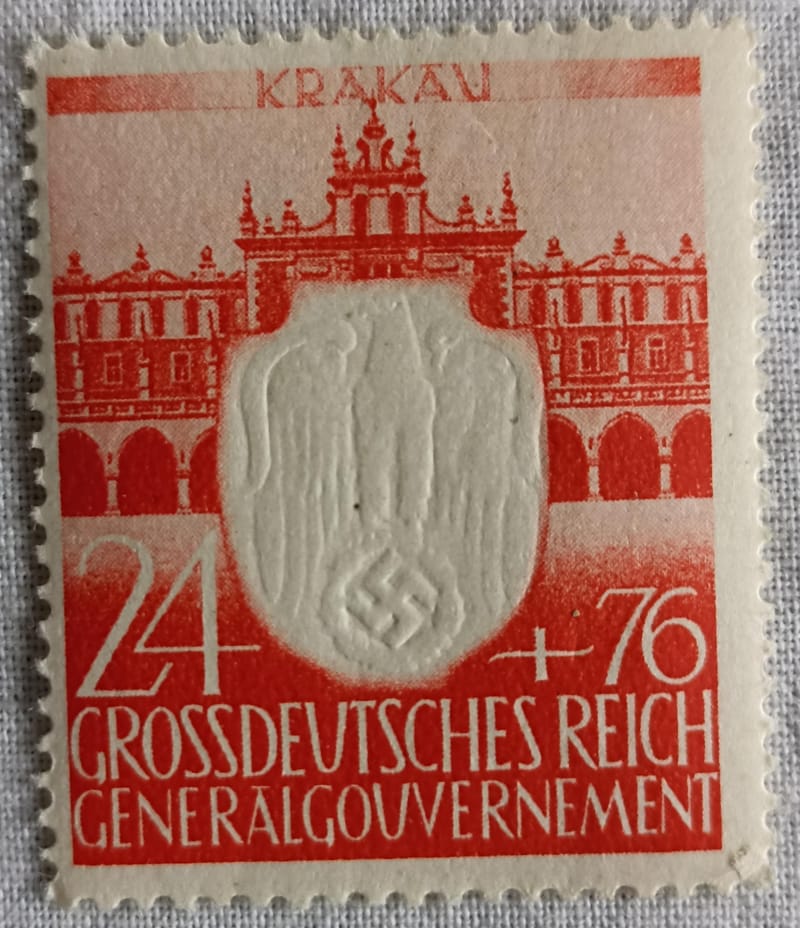 KRAKAU
24 + 76
GROSSDEUTSCHES REICH
GENERALGOUVERNEMENT